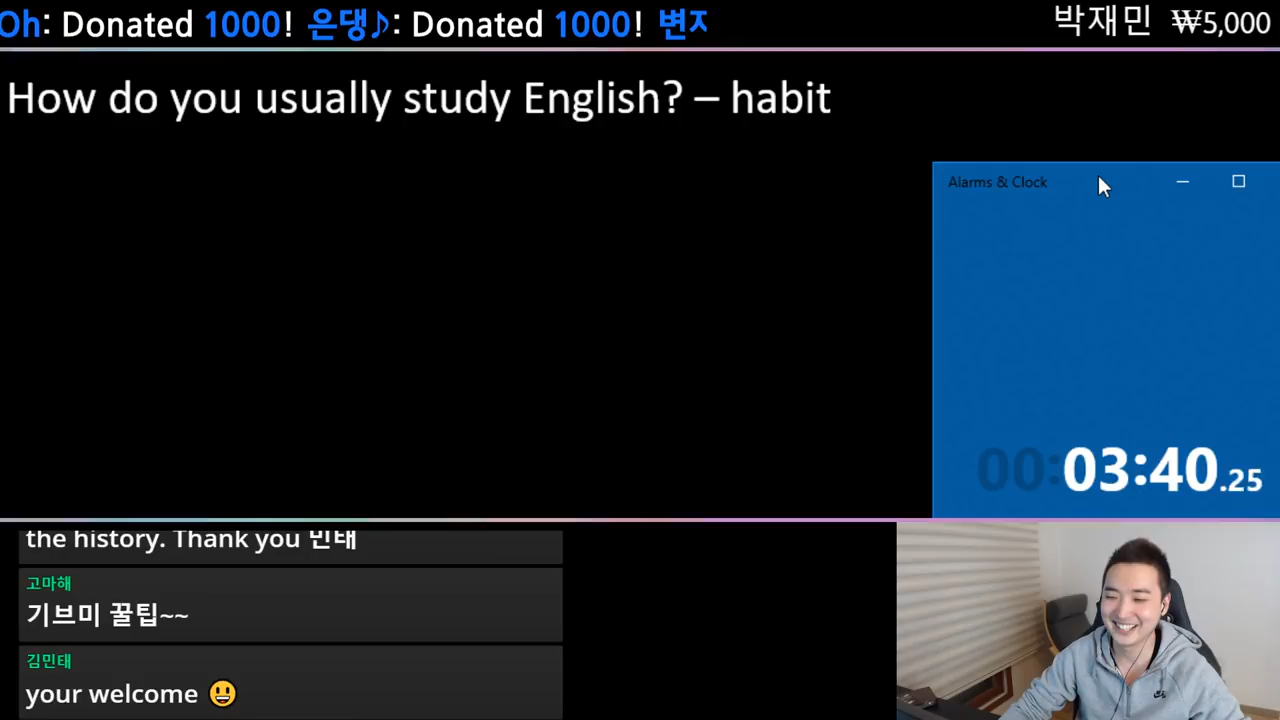 Oh: Donated 1000! 은댕♪: Donated 1000! 변지
박재민 ₩5,000
How do you usually study English? – habit
Alarms & Clock
00:03:40.25
the history. Thank you 민태
고마해
기브미 꿀팁~~
김민태
your welcome 😀